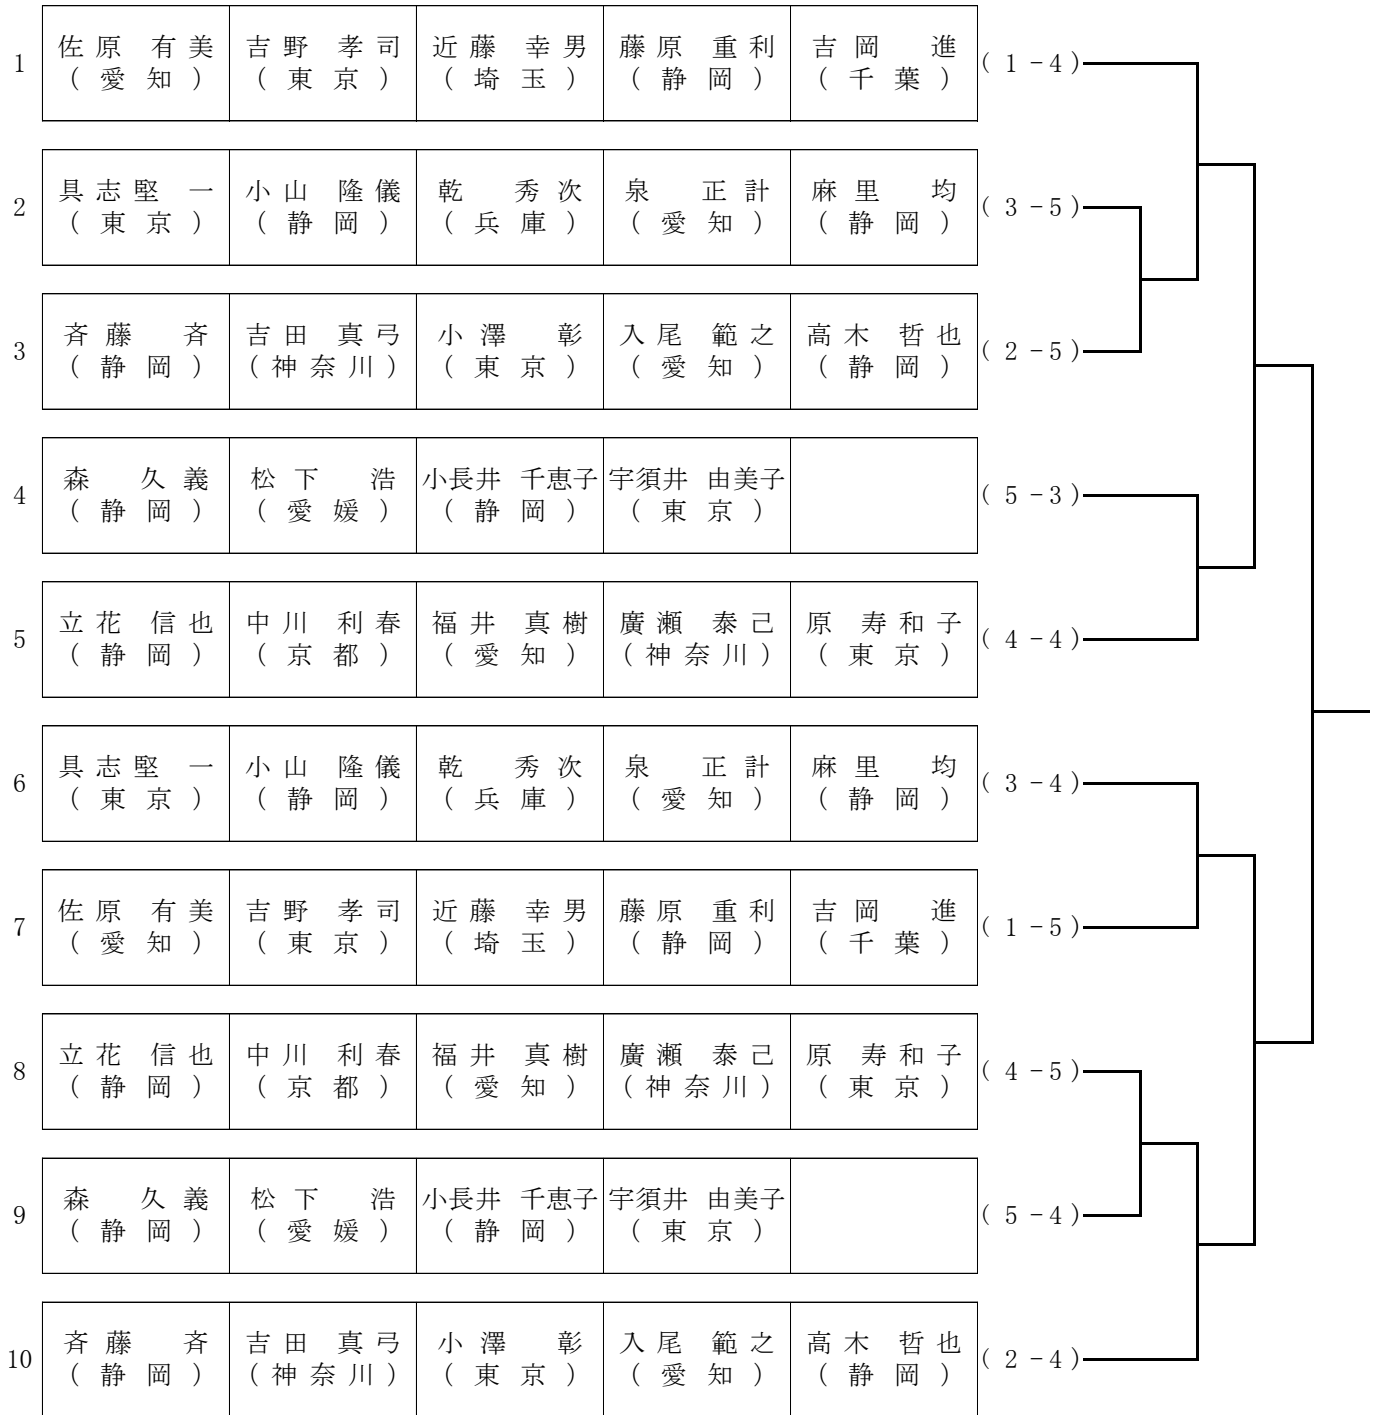 1 佐原 有美 吉野 孝司 近藤 幸男 藤原 重利 吉岡 進 (1-4)
(愛知) (東京) (埼玉) (静岡) (千葉)
2 具志堅 一 小山 隆儀 乾 秀次 泉 正計 麻里 均 (3-5)
(東京) (静岡) (兵庫) (愛知) (静岡)
3 斉藤 斉 吉田 真弓 小澤 彰 入尾 範之 高木 哲也 (2-5)
(静岡) (神奈川) (東京) (愛知) (静岡)
4 森 久義 松下 浩 小長井 千恵子 宇須井 由美子 (5-3)
(静岡) (愛媛) (静岡) (東京)
5 立花 信也 中川 利春 福井 真樹 廣瀬 泰己 原 寿和子 (4-4)
(静岡) (京都) (愛知) (神奈川) (東京)
6 具志堅 一 小山 隆儀 乾 秀次 泉 正計 麻里 均 (3-4)
(東京) (静岡) (兵庫) (愛知) (静岡)
7 佐原 有美 吉野 孝司 近藤 幸男 藤原 重利 吉岡 進 (1-5)
(愛知) (東京) (埼玉) (静岡) (千葉)
8 立花 信也 中川 利春 福井 真樹 廣瀬 泰己 原 寿和子 (4-5)
(静岡) (京都) (愛知) (神奈川) (東京)
9 森 久義 松下 浩 小長井 千恵子 宇須井 由美子 (5-4)
(静岡) (愛媛) (静岡) (東京)
10 斉藤 斉 吉田 真弓 小澤 彰 入尾 範之 高木 哲也 (2-4)
(静岡) (神奈川) (東京) (愛知) (静岡)